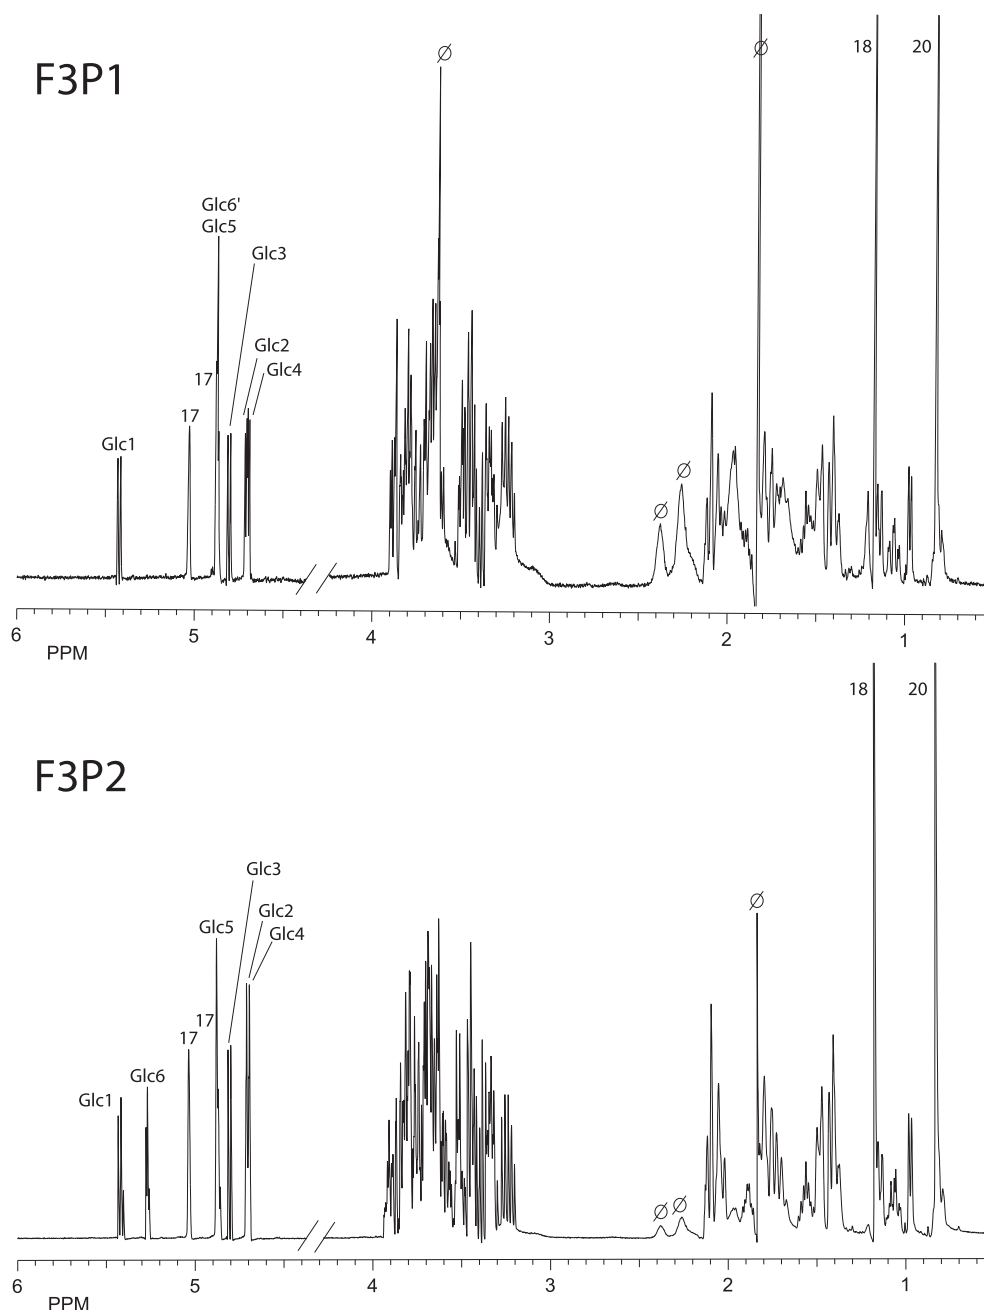 Ø Ø 18 20
F3P1
Glc6'
Glc5
Glc3
Glc2
17 Glc4
17
Glc1
Ø Ø
6 5 4 3 2 1
PPM
18 20
F3P2
Glc3
Ø
Glc5 Glc2
Glc4
17
17
Glc6
Glc1
Ø Ø
6 5 4 3 2 1
PPM